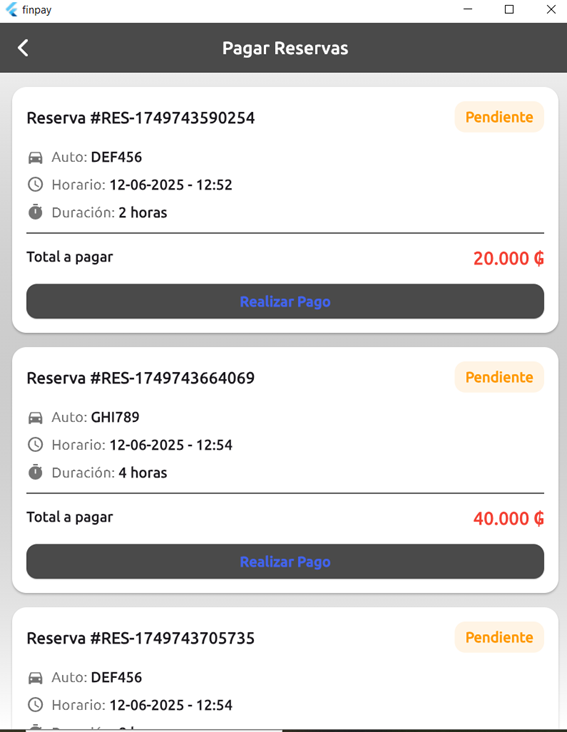 finpay
Pagar Reservas
Reserva #RES-1749743590254
Pendiente
Auto: DEF456
Horario: 12-06-2025 - 12:52
Duración: 2 horas
Total a pagar
20.000 ₲
Realizar Pago
Reserva #RES-1749743664069
Pendiente
Auto: GHI789
Horario: 12-06-2025 - 12:54
Duración: 4 horas
Total a pagar
40.000 ₲
Realizar Pago
Reserva #RES-1749743705735
Pendiente
Auto: DEF456
Horario: 12-06-2025 - 12:54